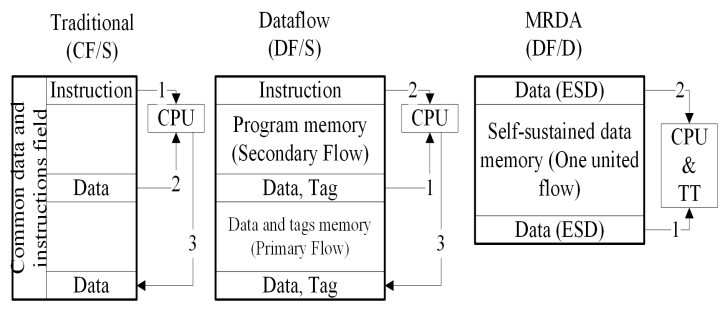 Traditional
(CF/S)
Common data and
instructions field
Instruction
1
CPU
Data
2
3
Data
Dataflow
(DF/S)
Instruction
2
CPU
Program memory
(Secondary Flow)
Data, Tag
1
Data and tags memory
(Primary Flow)
3
Data, Tag
MRDA
(DF/D)
Data (ESD)
2
Self-sustained data
memory (One united
flow)
CPU
&
TT
Data (ESD)
1